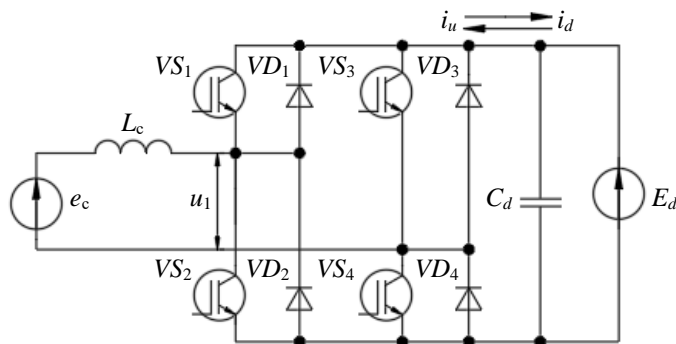 i_u i_d
VS_1 VD_1 VS_3 VD_3
L_c
e_c u_1 C_d E_d
VS_2 VD_2 VS_4 VD_4